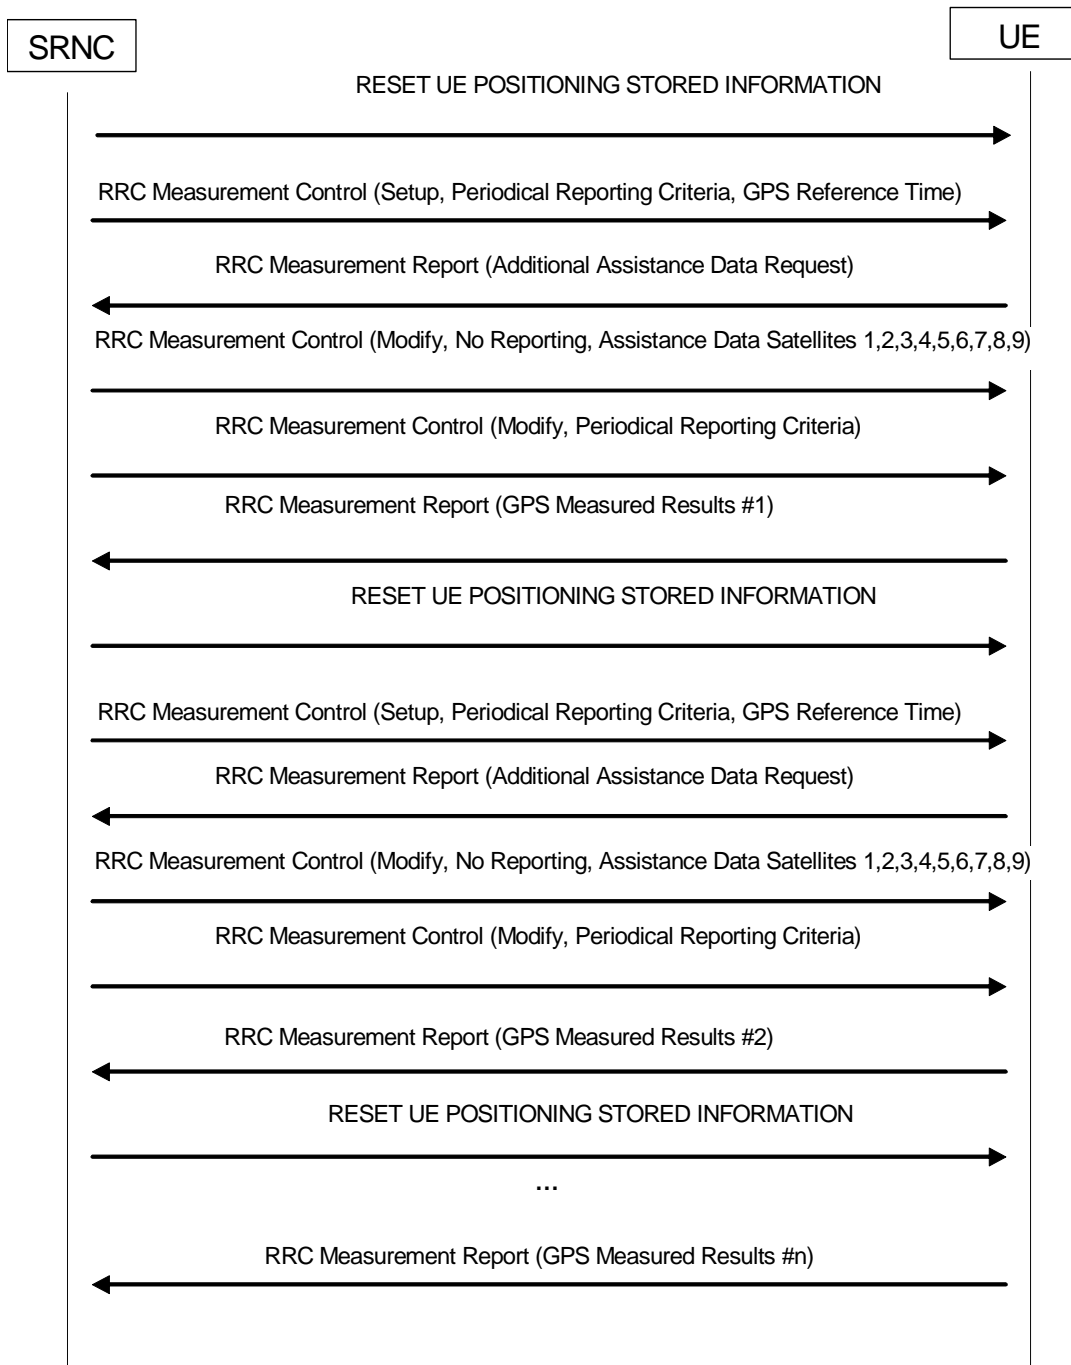 SRNC
UE
RESET UE POSITIONING STORED INFORMATION
RRC Measurement Control (Setup, Periodical Reporting Criteria, GPS Reference Time)
RRC Measurement Report (Additional Assistance Data Request)
RRC Measurement Control (Modify, No Reporting, Assistance Data Satellites 1,2,3,4,5,6,7,8,9)
RRC Measurement Control (Modify, Periodical Reporting Criteria)
RRC Measurement Report (GPS Measured Results #1)
RESET UE POSITIONING STORED INFORMATION
RRC Measurement Control (Setup, Periodical Reporting Criteria, GPS Reference Time)
RRC Measurement Report (Additional Assistance Data Request)
RRC Measurement Control (Modify, No Reporting, Assistance Data Satellites 1,2,3,4,5,6,7,8,9)
RRC Measurement Control (Modify, Periodical Reporting Criteria)
RRC Measurement Report (GPS Measured Results #2)
RESET UE POSITIONING STORED INFORMATION
...
RRC Measurement Report (GPS Measured Results #n)